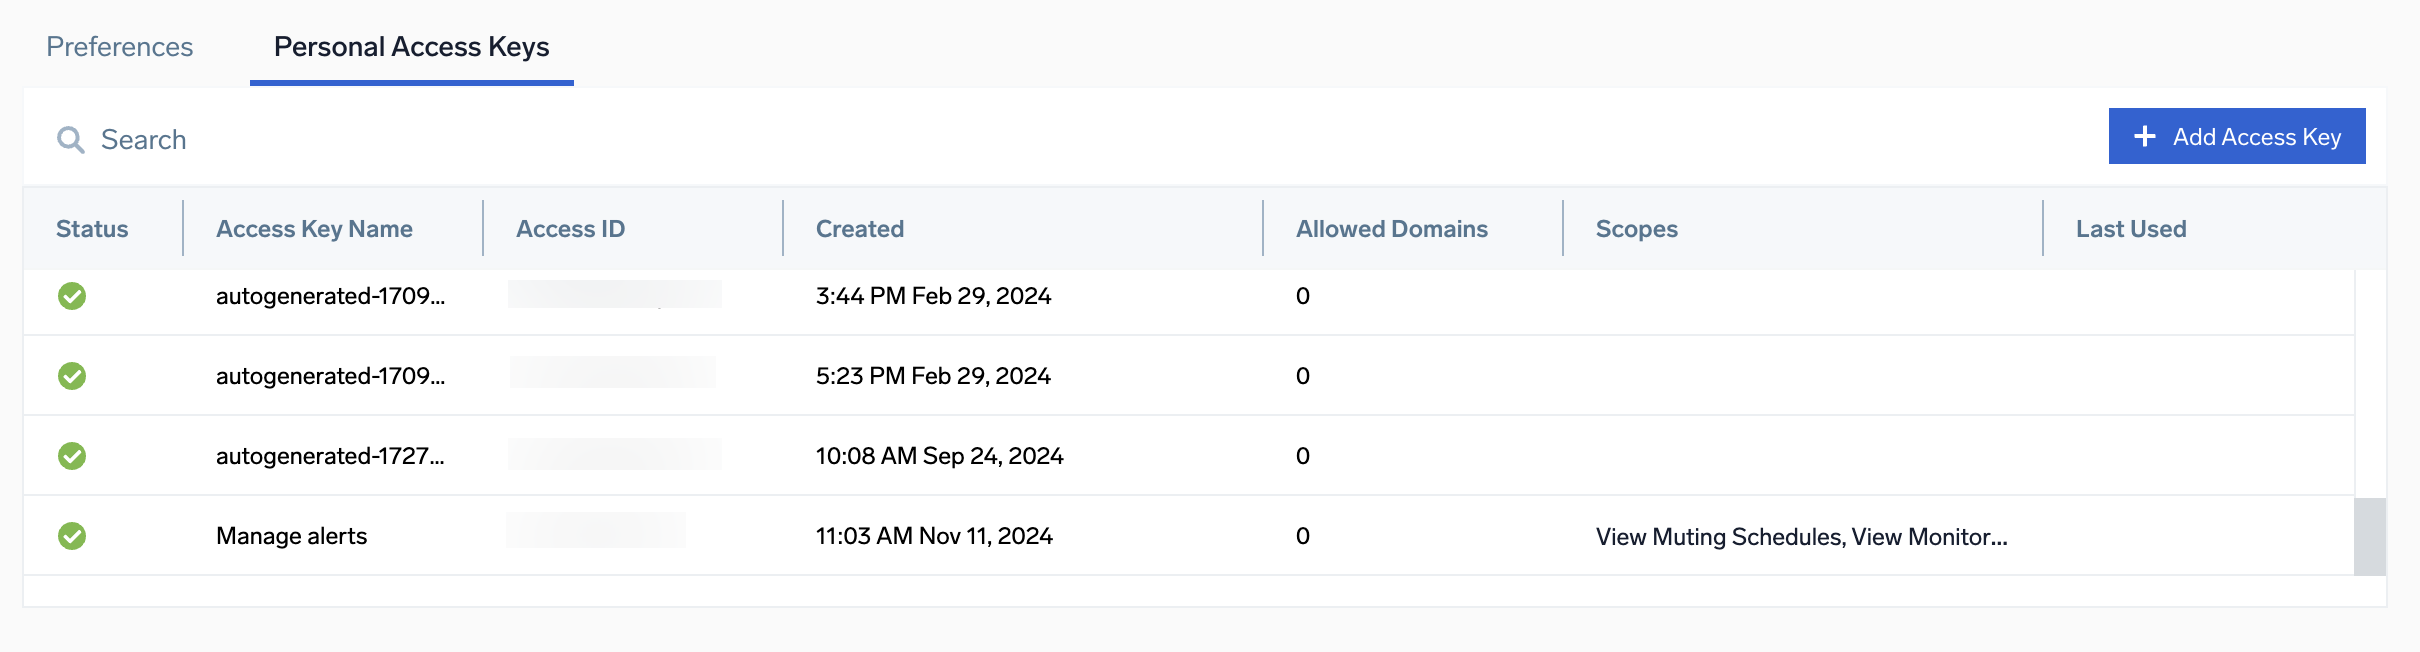 Preferences
Personal Access Keys
Search
Add Access Key
Status Access Key Name Access ID Created Allowed Domains Scopes Last Used
autogenerated-1709... 3:44 PM Feb 29, 2024 0
autogenerated-1709... 5:23 PM Feb 29, 2024 0
autogenerated-1727... 10:08 AM Sep 24, 2024 0
Manage alerts 11:03 AM Nov 11, 2024 0 View Muting Schedules, View Monitor...